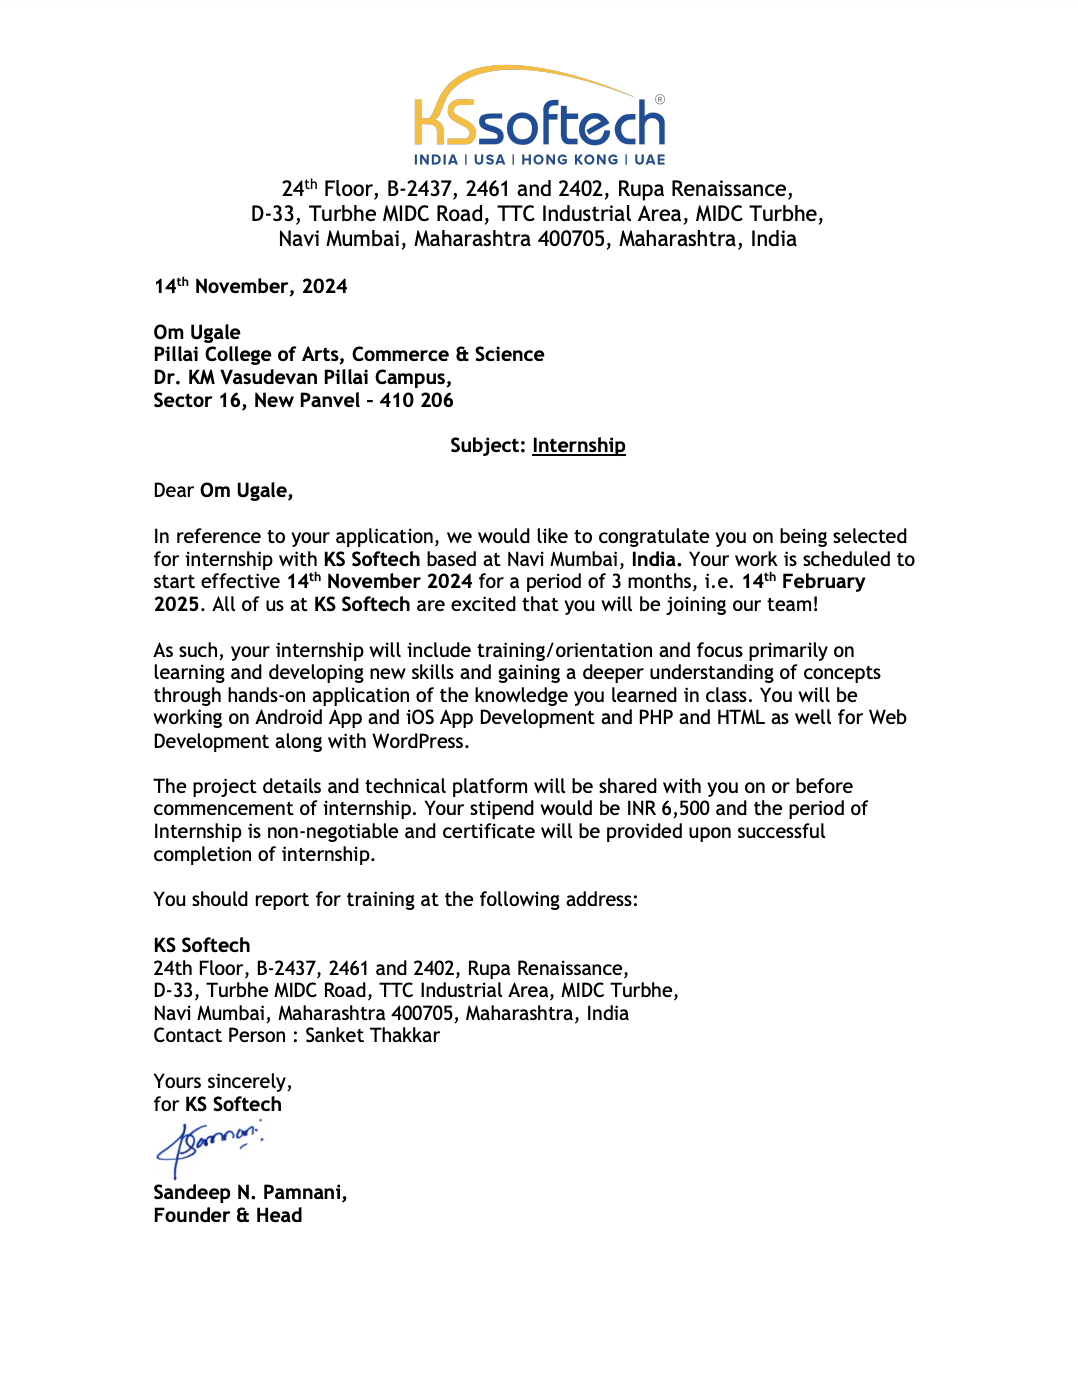 KSsoftech®
INDIA | USA | HONG KONG | UAE
24th Floor, B-2437, 2461 and 2402, Rupa Renaissance,
D-33, Turbhe MIDC Road, TTC Industrial Area, MIDC Turbhe,
Navi Mumbai, Maharashtra 400705, Maharashtra, India
14th November, 2024
Om Ugale
Pillai College of Arts, Commerce & Science
Dr. KM Vasudevan Pillai Campus,
Sector 16, New Panvel – 410 206
Subject: Internship
Dear Om Ugale,
In reference to your application, we would like to congratulate you on being selected
for internship with KS Softech based at Navi Mumbai, India. Your work is scheduled to
start effective 14th November 2024 for a period of 3 months, i.e. 14th February
2025. All of us at KS Softech are excited that you will be joining our team!
As such, your internship will include training/orientation and focus primarily on
learning and developing new skills and gaining a deeper understanding of concepts
through hands-on application of the knowledge you learned in class. You will be
working on Android App and iOS App Development and PHP and HTML as well for Web
Development along with WordPress.
The project details and technical platform will be shared with you on or before
commencement of internship. Your stipend would be INR 6,500 and the period of
Internship is non-negotiable and certificate will be provided upon successful
completion of internship.
You should report for training at the following address:
KS Softech
24th Floor, B-2437, 2461 and 2402, Rupa Renaissance,
D-33, Turbhe MIDC Road, TTC Industrial Area, MIDC Turbhe,
Navi Mumbai, Maharashtra 400705, Maharashtra, India
Contact Person : Sanket Thakkar
Yours sincerely,
for KS Softech
Sandeep N. Pamnani,
Founder & Head